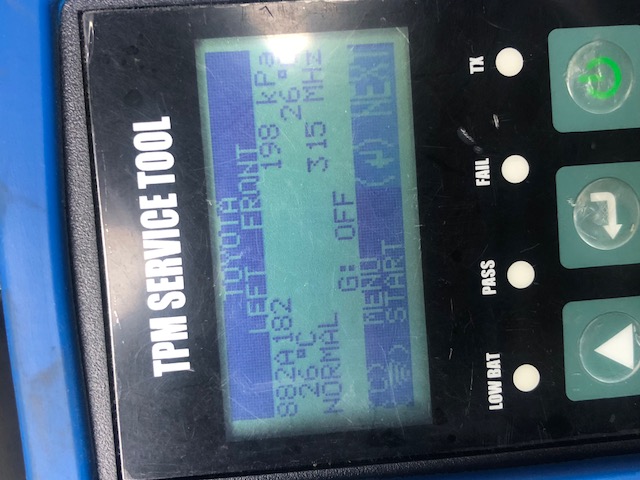 TPM SERVICE TOOL
TOYOTA
LEFT FRONT
882A182 198 kPa
26°C 26°C
NORMAL 315 MHz
G: OFF
MENU
START (↲) NEXT
LOW BAT PASS FAIL TX